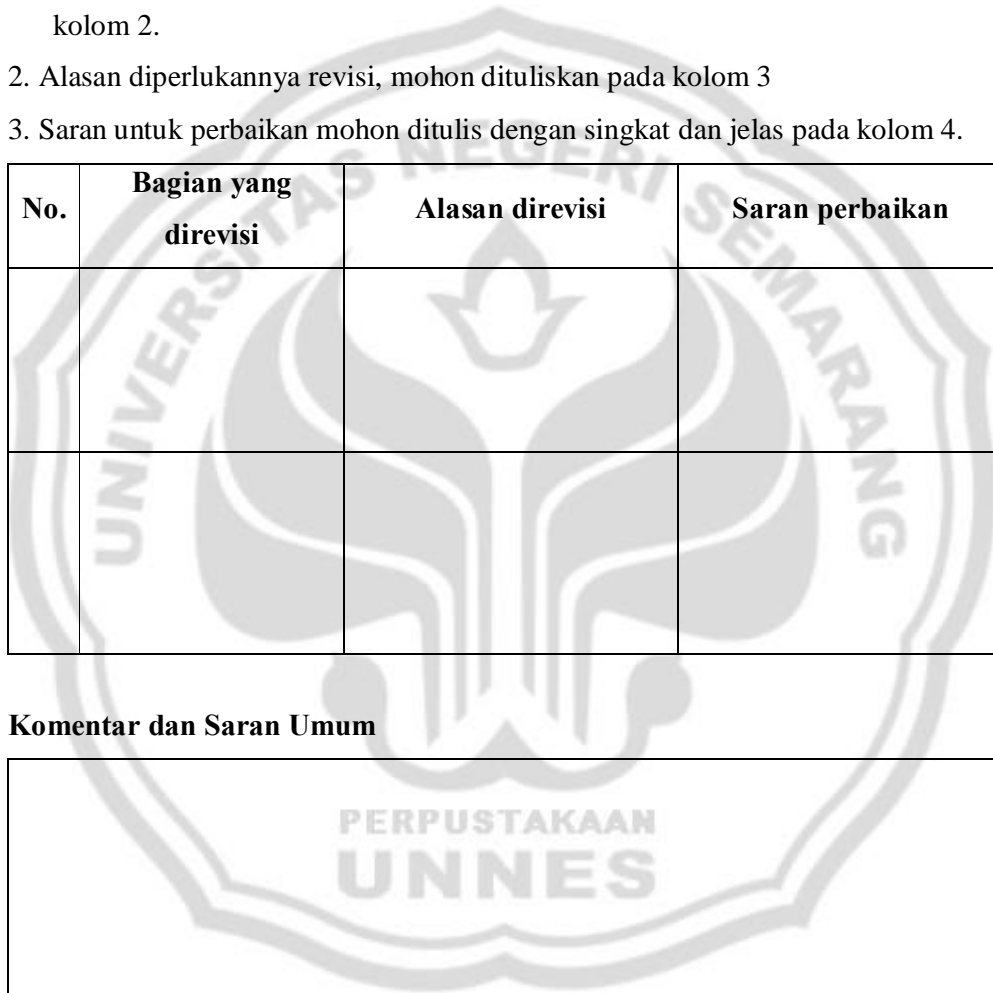 kolom 2.
2. Alasan diperlukannya revisi, mohon dituliskan pada kolom 3
3. Saran untuk perbaikan mohon ditulis dengan singkat dan jelas pada kolom 4.
No. Bagian yang direvisi Alasan direvisi Saran perbaikan
UNIVERSITAS NEGERI SEMARANG
Komentar dan Saran Umum
PERPUSTAKAAN
UNNES